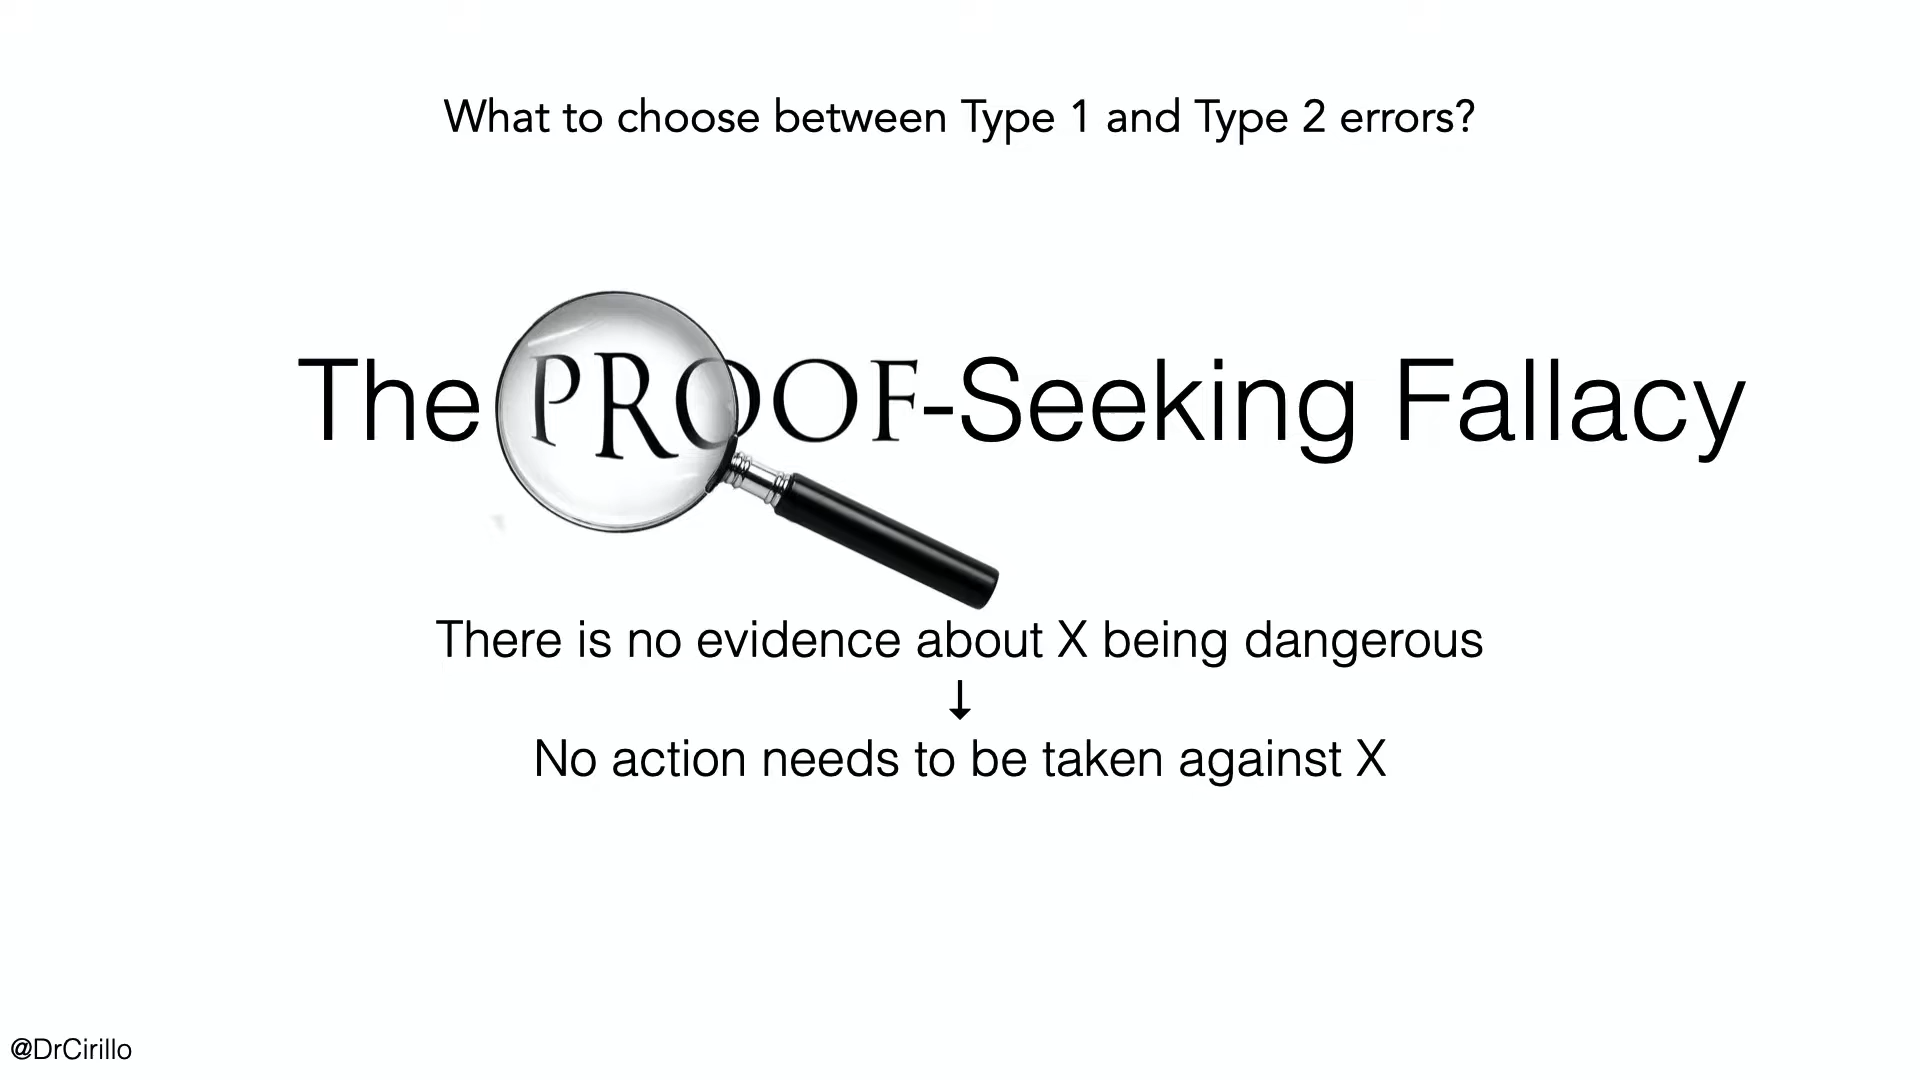 What to choose between Type 1 and Type 2 errors?
The PROOF-Seeking Fallacy
There is no evidence about X being dangerous
↓
No action needs to be taken against X
@DrCirillo